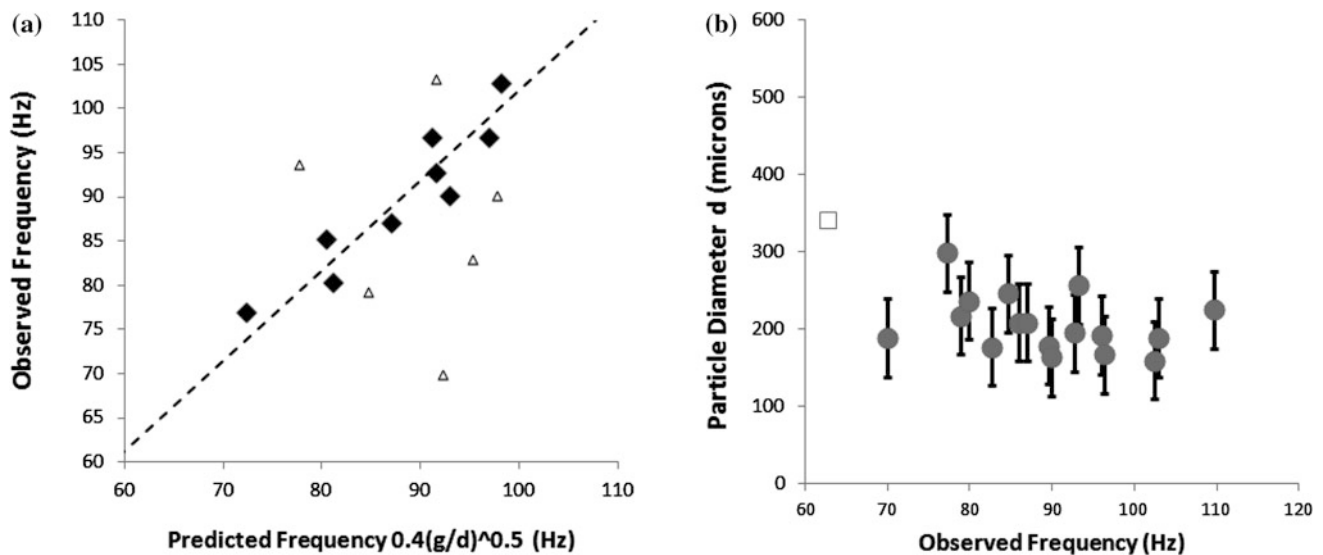 (a)
Observed Frequency (Hz)
110
105
100
95
90
85
80
75
70
65
60
60 70 80 90 100 110
Predicted Frequency 0.4(g/d)^0.5 (Hz)
(b)
Particle Diameter d (microns)
600
500
400
300
200
100
0
60 70 80 90 100 110 120
Observed Frequency (Hz)